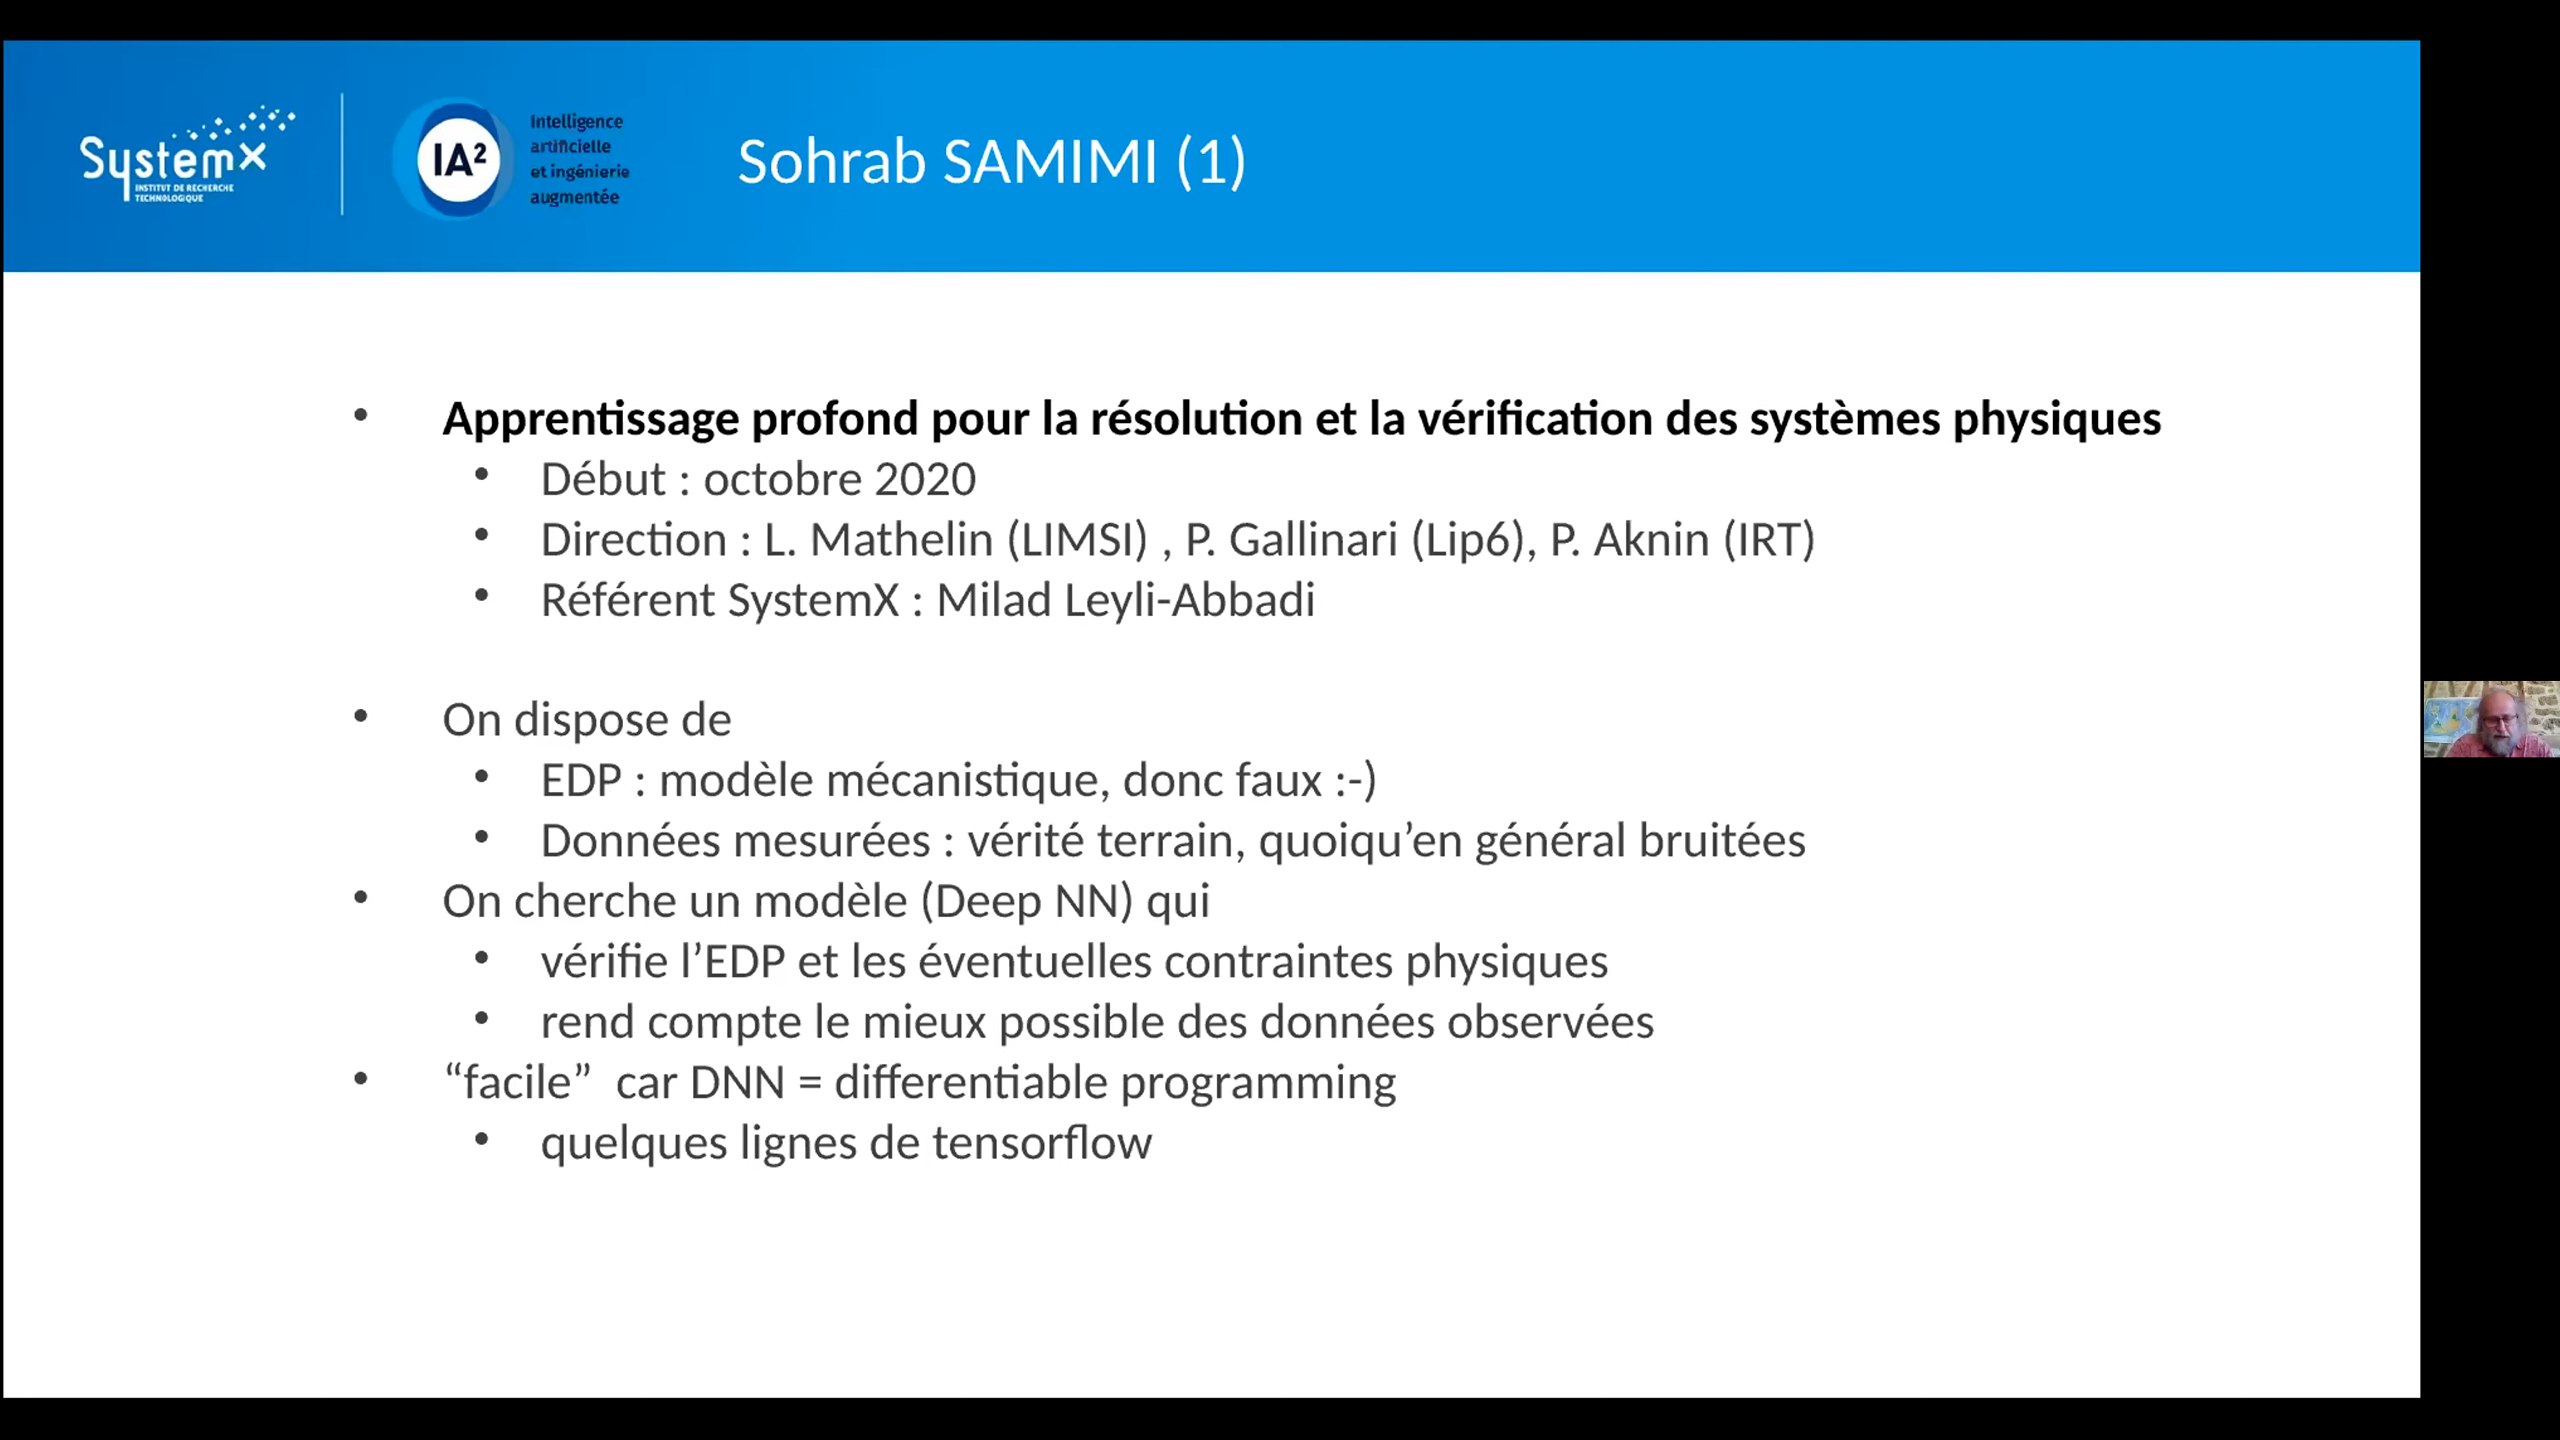 SystemX
INSTITUT DE RECHERCHE
TECHNOLOGIQUE
IA²
Intelligence
artificielle
et ingénierie
augmentée
Sohrab SAMIMI (1)
• Apprentissage profond pour la résolution et la vérification des systèmes physiques
• Début : octobre 2020
• Direction : L. Mathelin (LIMSI) , P. Gallinari (Lip6), P. Aknin (IRT)
• Référent SystemX : Milad Leyli-Abbadi
• On dispose de
• EDP : modèle mécanistique, donc faux :-)
• Données mesurées : vérité terrain, quoiqu’en général bruitées
• On cherche un modèle (Deep NN) qui
• vérifie l’EDP et les éventuelles contraintes physiques
• rend compte le mieux possible des données observées
• “facile”  car DNN = differentiable programming
• quelques lignes de tensorflow